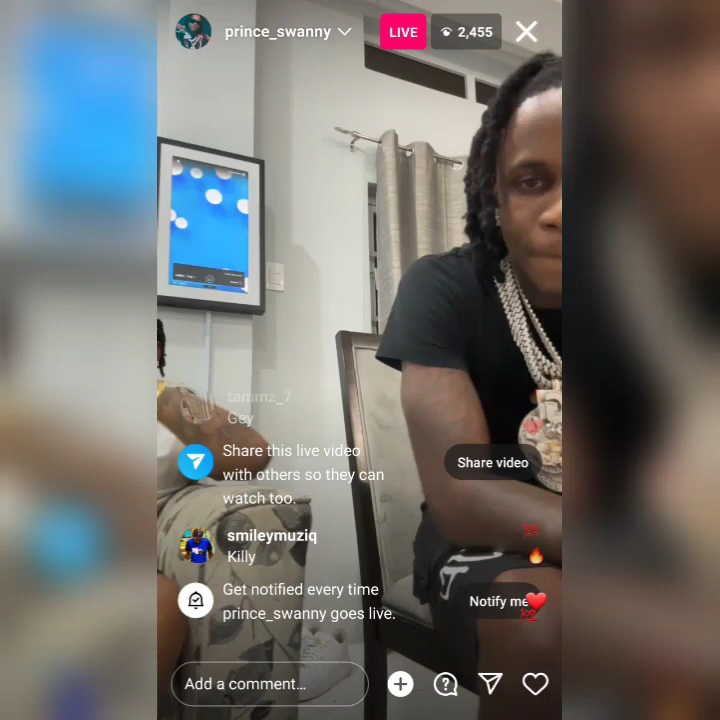 prince_swanny
LIVE
2,455
tammz_7
Gey
Share this live video
with others so they can
watch too.
Share video
smileymuziq
Killy
Get notified every time
prince_swanny goes live.
Notify me
Add a comment...